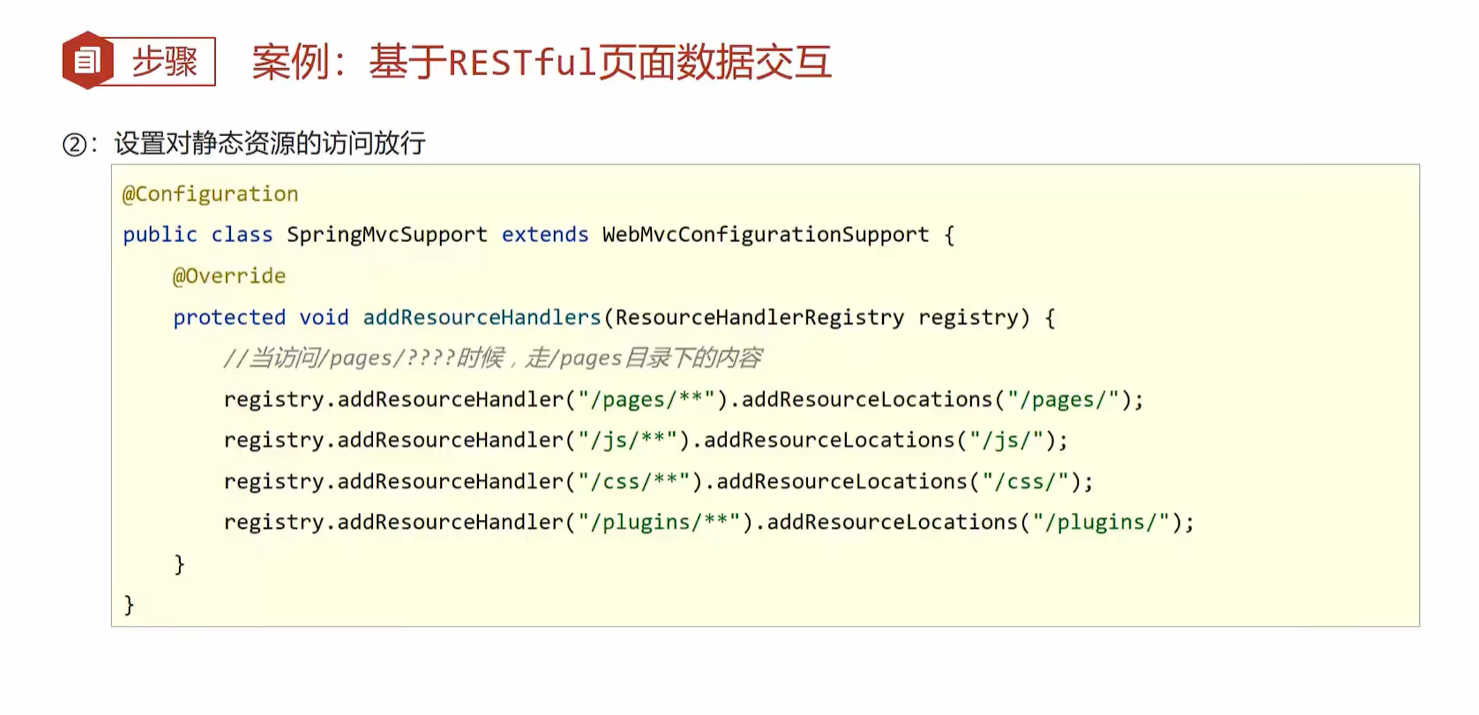 步骤 案例：基于RESTful页面数据交互
②：设置对静态资源的访问放行
@Configuration
public class SpringMvcSupport extends WebMvcConfigurationSupport {
@Override
protected void addResourceHandlers(ResourceHandlerRegistry registry) {
//当访问/pages/????时候，走/pages目录下的内容
registry.addResourceHandler("/pages/**").addResourceLocations("/pages/");
registry.addResourceHandler("/js/**").addResourceLocations("/js/");
registry.addResourceHandler("/css/**").addResourceLocations("/css/");
registry.addResourceHandler("/plugins/**").addResourceLocations("/plugins/");
}
}